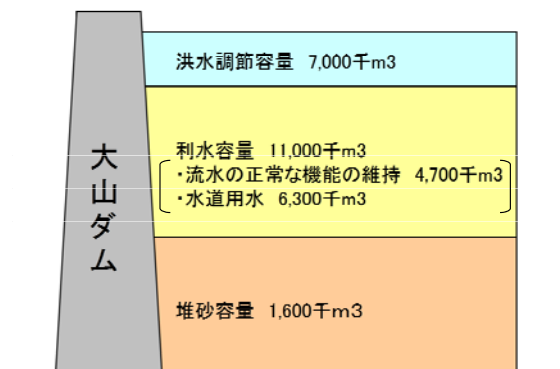 大山ダム
洪水調節容量 7,000千m3
利水容量 11,000千m3
・流水の正常な機能の維持 4,700千m3
・水道用水 6,300千m3
堆砂容量 1,600千m3